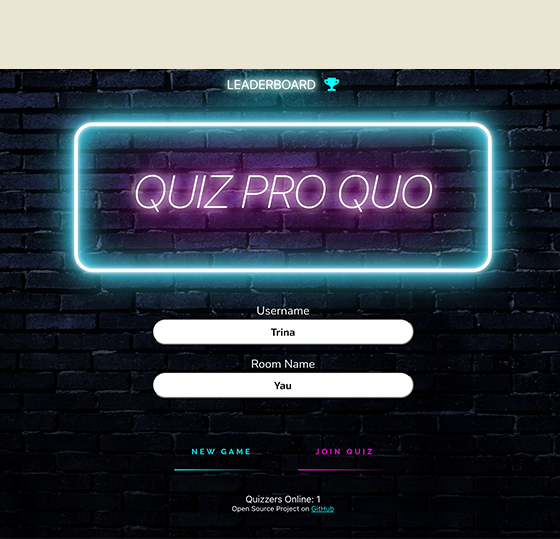 LEADERBOARD
QUIZ PRO QUO
Username
Trina
Room Name
Yau
NEW GAME JOIN QUIZ
Quizzers Online: 1
Open Source Project on GitHub